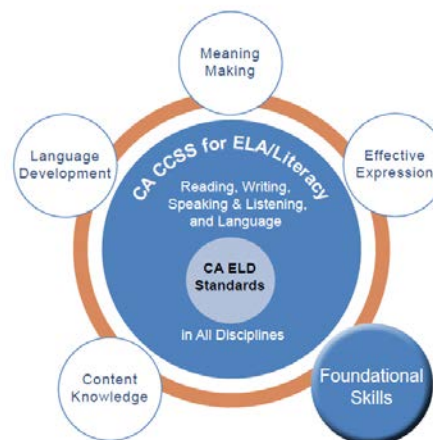 Meaning
Making
Language
Development
Effective
Expression
CA CCSS for ELA/Literacy
Reading, Writing,
Speaking & Listening,
and Language
CA ELD
Standards
in All Disciplines
Content
Knowledge
Foundational
Skills